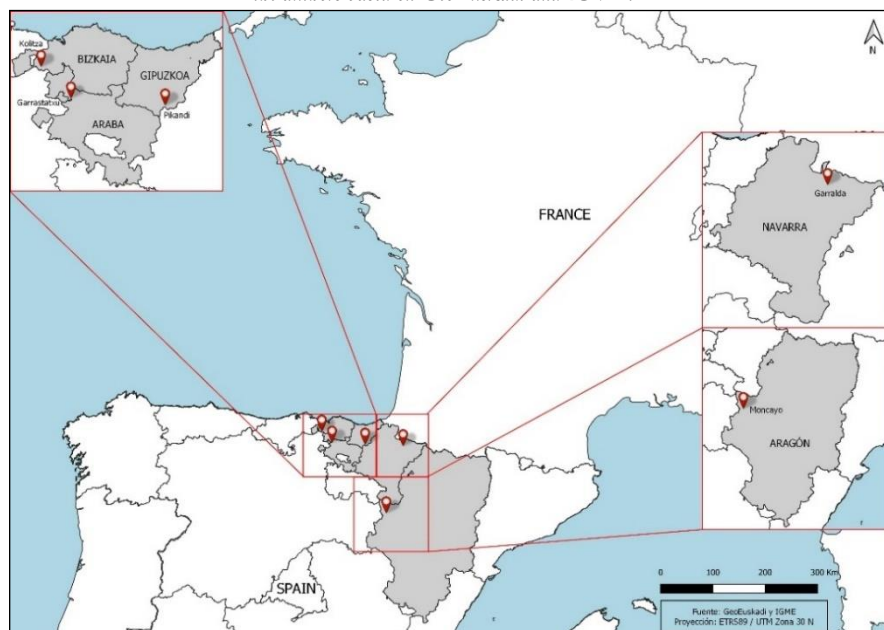 Kolitza
BIZKAIA
GIPUZKOA
Garrastatxu
Pikandi
ARABA
N
FRANCE
Garralda
NAVARRA
Moncayo
ARAGÓN
SPAIN
0 100 200 300 Km
Fuente: GeoEuskadi y IGME
Proyección: ETRS89 / UTM Zona 30 N